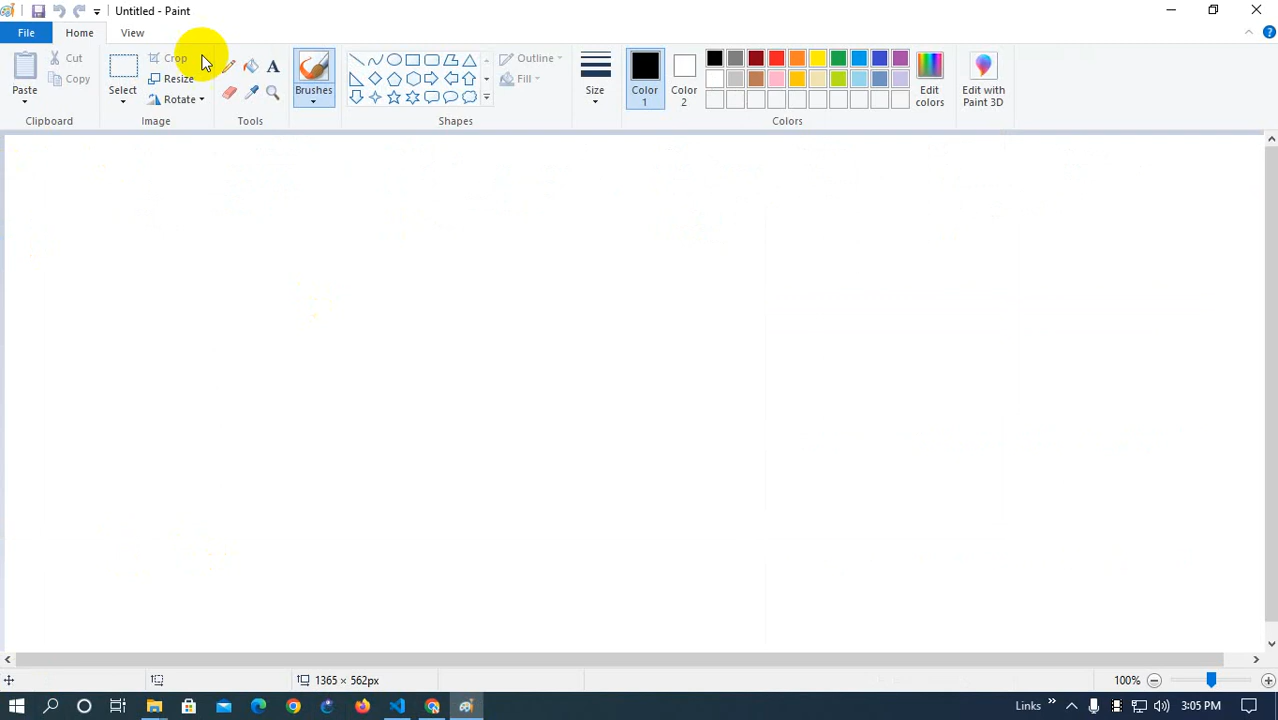 Untitled - Paint
File Home View
Paste Cut Copy Clipboard
Select Crop Resize Rotate Image
A Tools
Brushes
Shapes Outline Fill
Size
Color 1 Color 2 Colors Edit colors
Edit with Paint 3D
1365 × 562px 100%
Links 3:05 PM